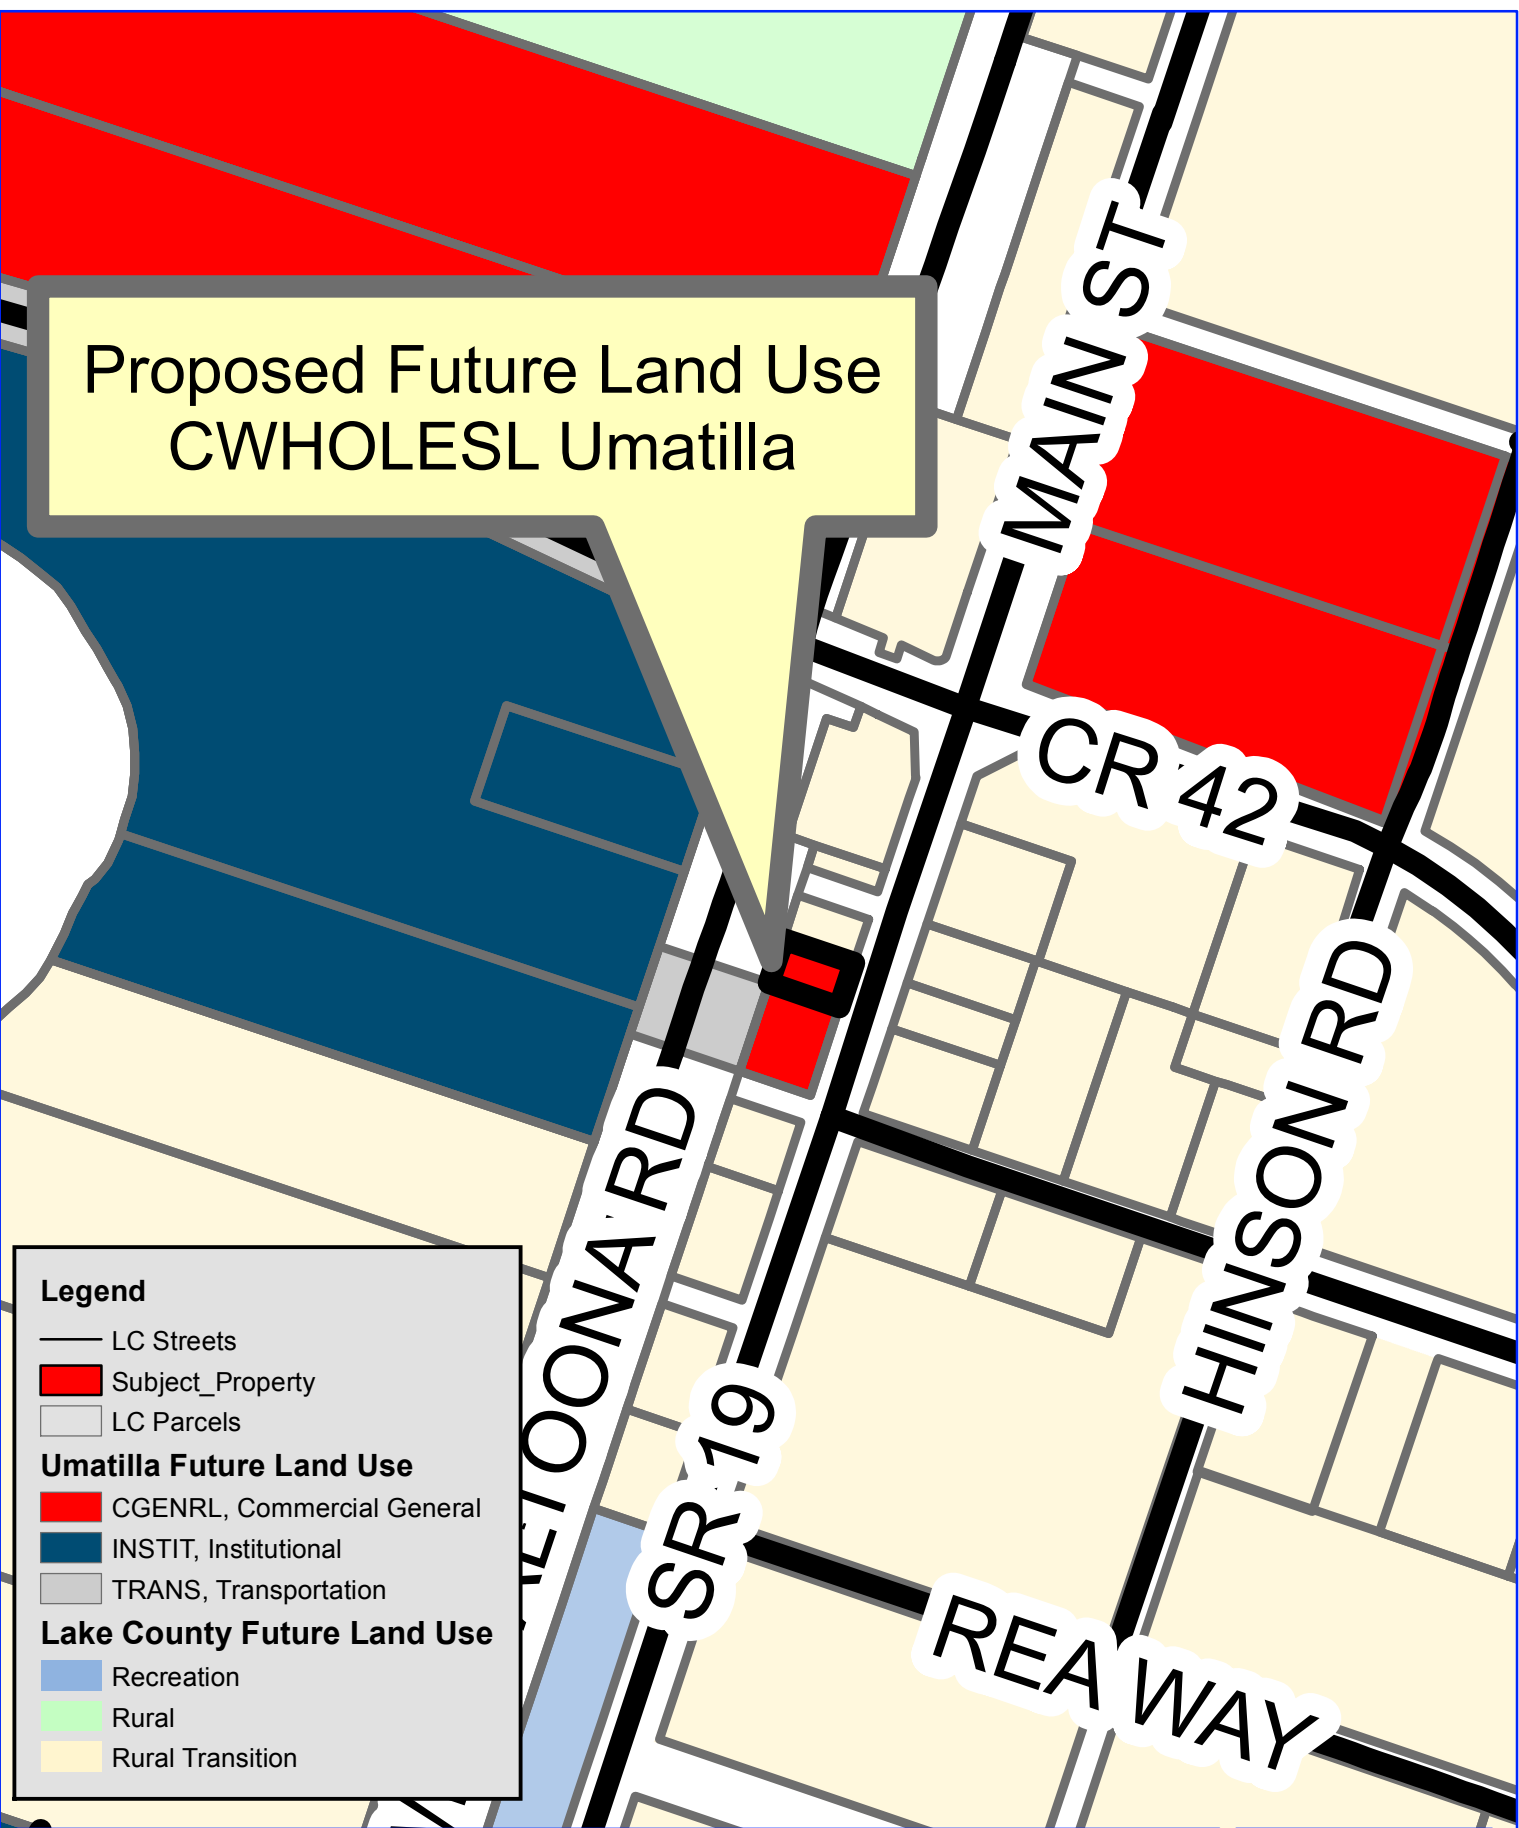 Proposed Future Land Use
CWHOLESL Umatilla
MAIN ST
CR 42
HINSON RD
SR 19
REA WAY
Legend
LC Streets
Subject_Property
LC Parcels
Umatilla Future Land Use
CGENRL, Commercial General
INSTIT, Institutional
TRANS, Transportation
Lake County Future Land Use
Recreation
Rural
Rural Transition
TOONA RD